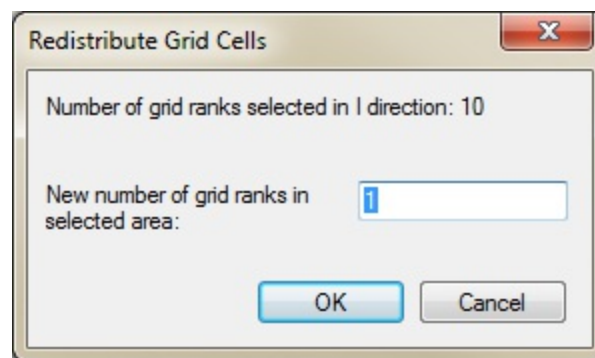 Redistribute Grid Cells
Number of grid ranks selected in I direction: 10
New number of grid ranks in
selected area:
1
OK
Cancel